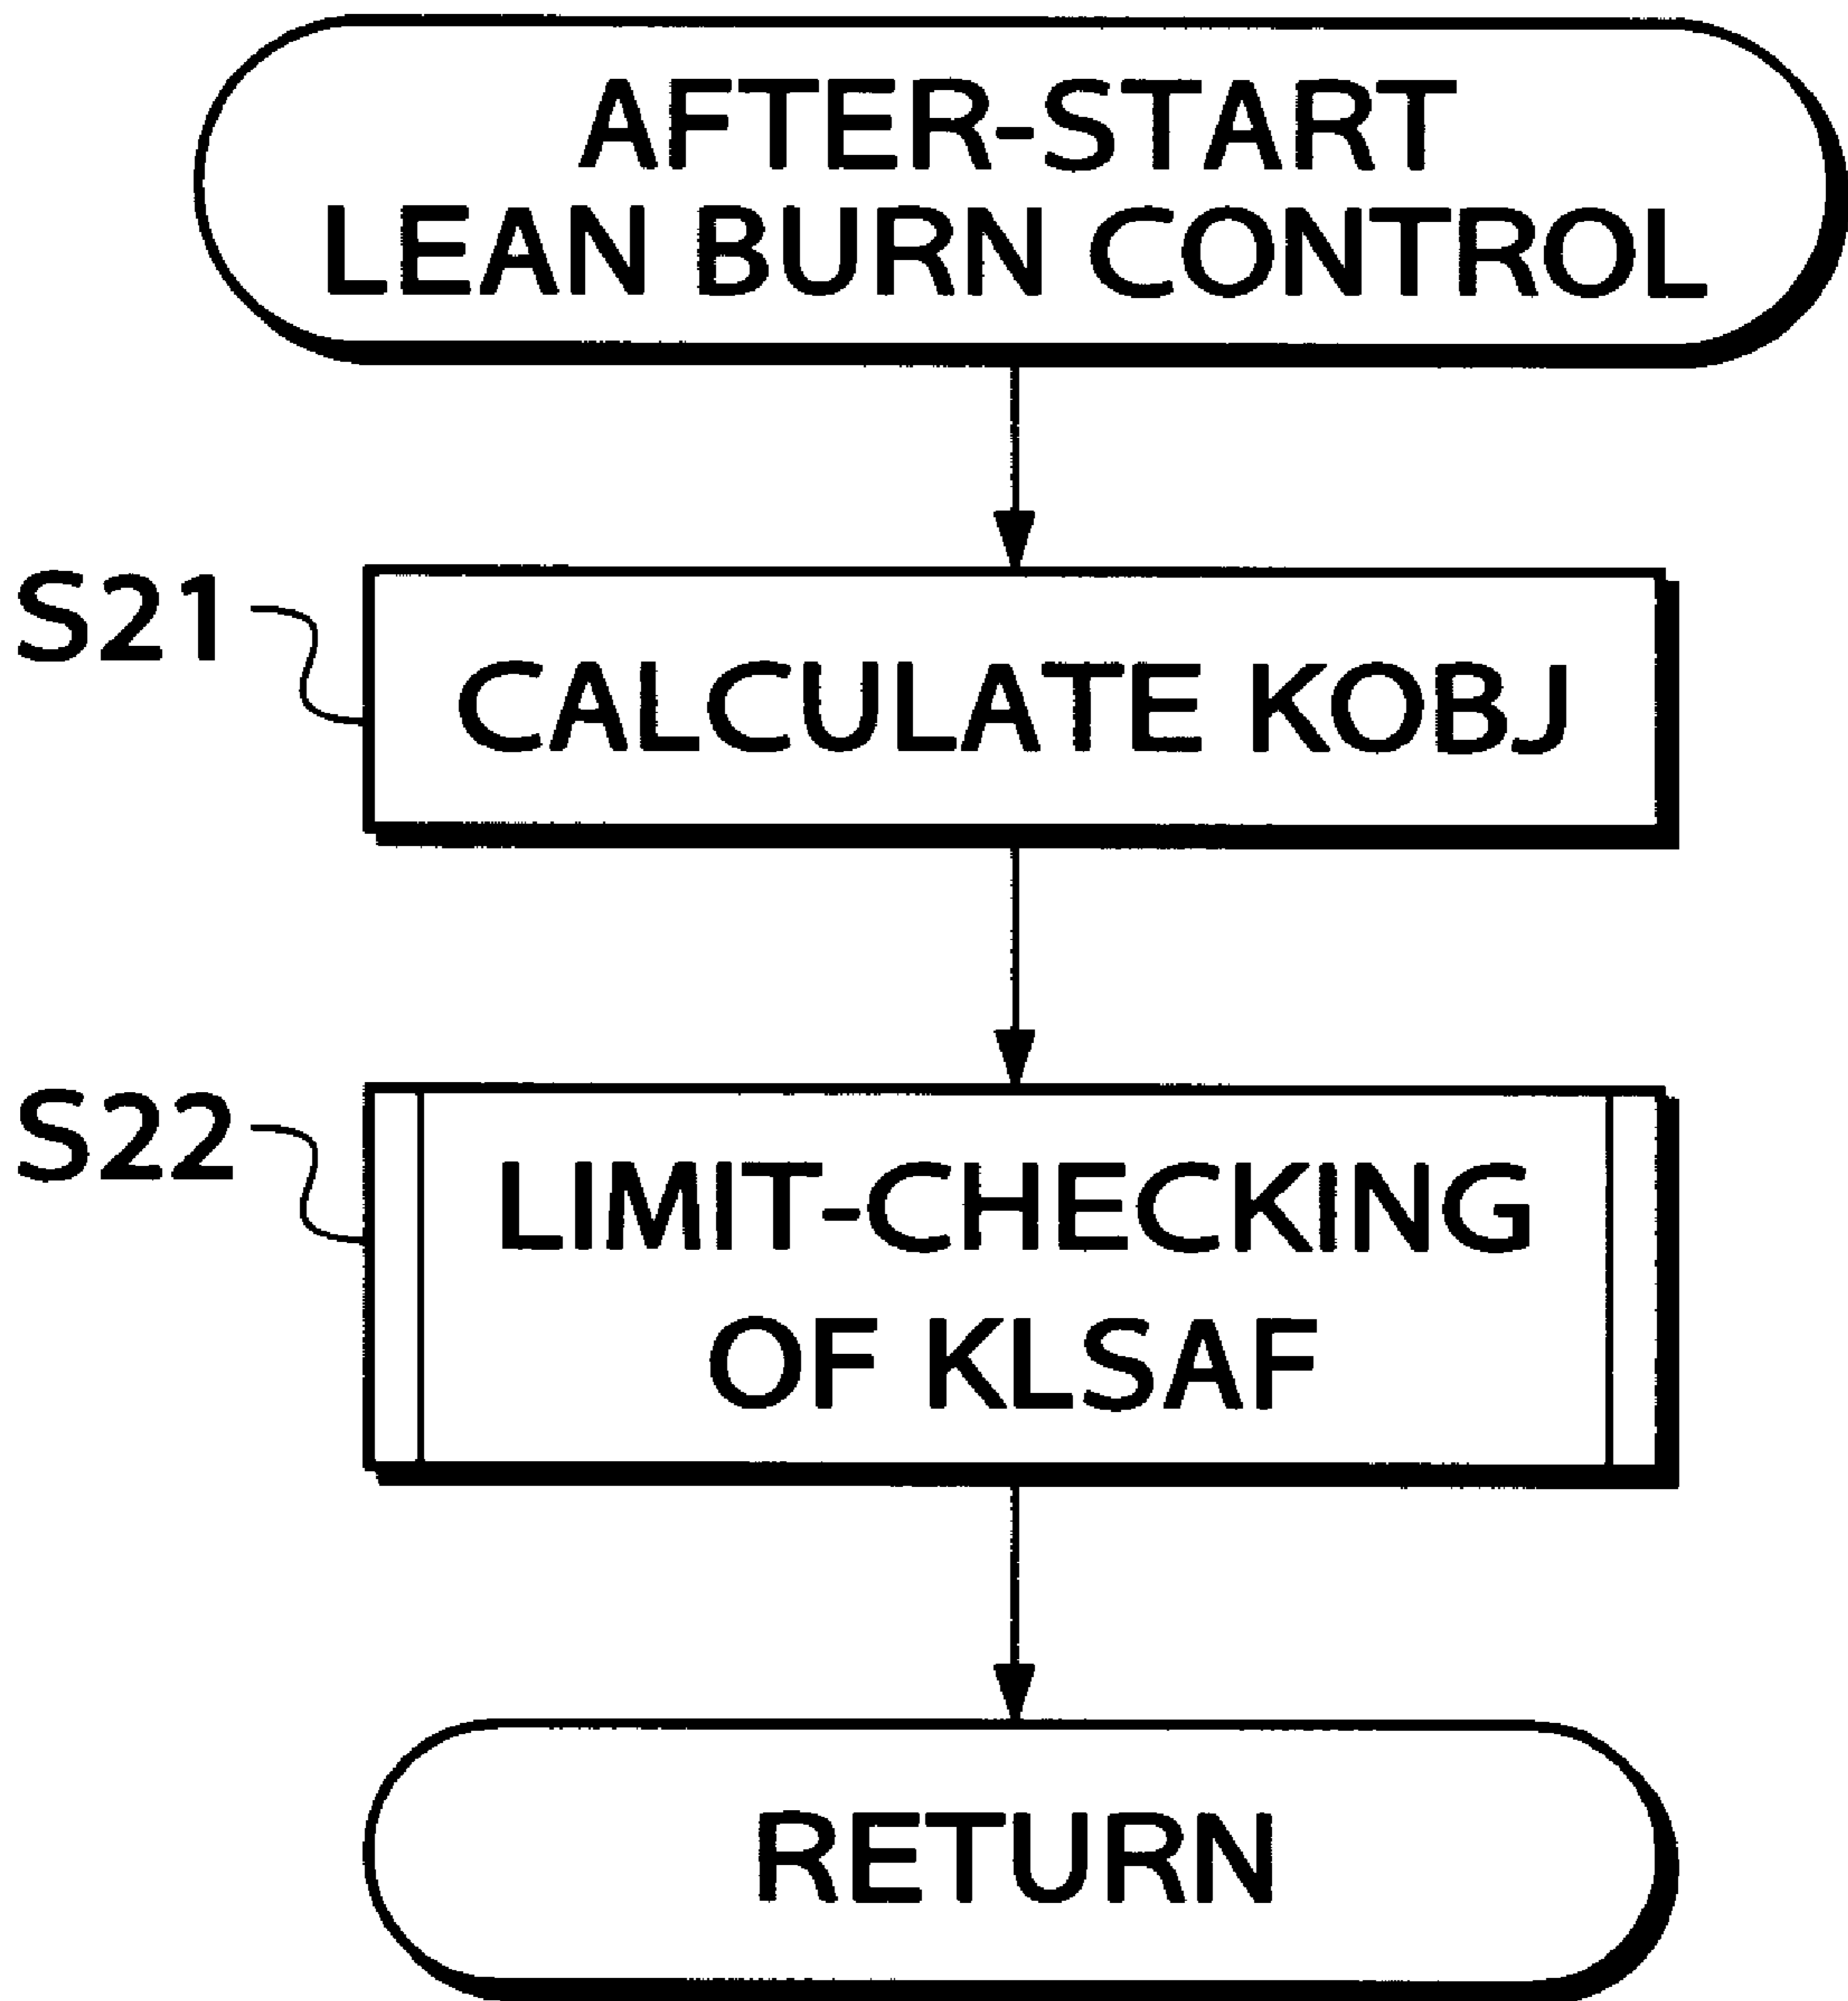 AFTER-START
LEAN BURN CONTROL
S21
CALCULATE KOBJ
S22
LIMIT-CHECKING
OF KLSAF
RETURN